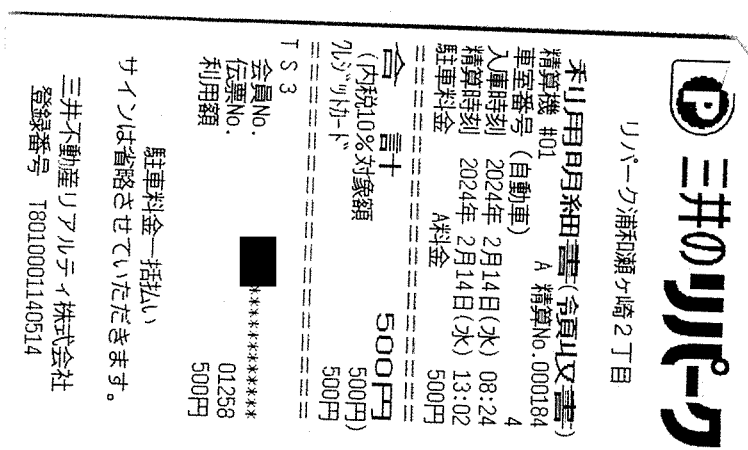 P 三井のリパーク
リパーク浦和瀬ヶ崎2丁目
利用明細書(領収書)
精算機 #01 A 精算No.000184
車室番号 (自動車) 4
入庫時刻 2024年 2月14日(水) 08:24
精算時刻 2024年 2月14日(水) 13:02
駐車料金 A料金 500円
==============================
合 計 500円
(内税10%対象額 500円)
クレジットカード 500円
==============================
TS3
会員No. ************
伝票No. 01258
利用額 500円
駐車料金一括払い
サインは省略させていただきます。
三井不動産リアルティ株式会社
登録番号 T8010001140514